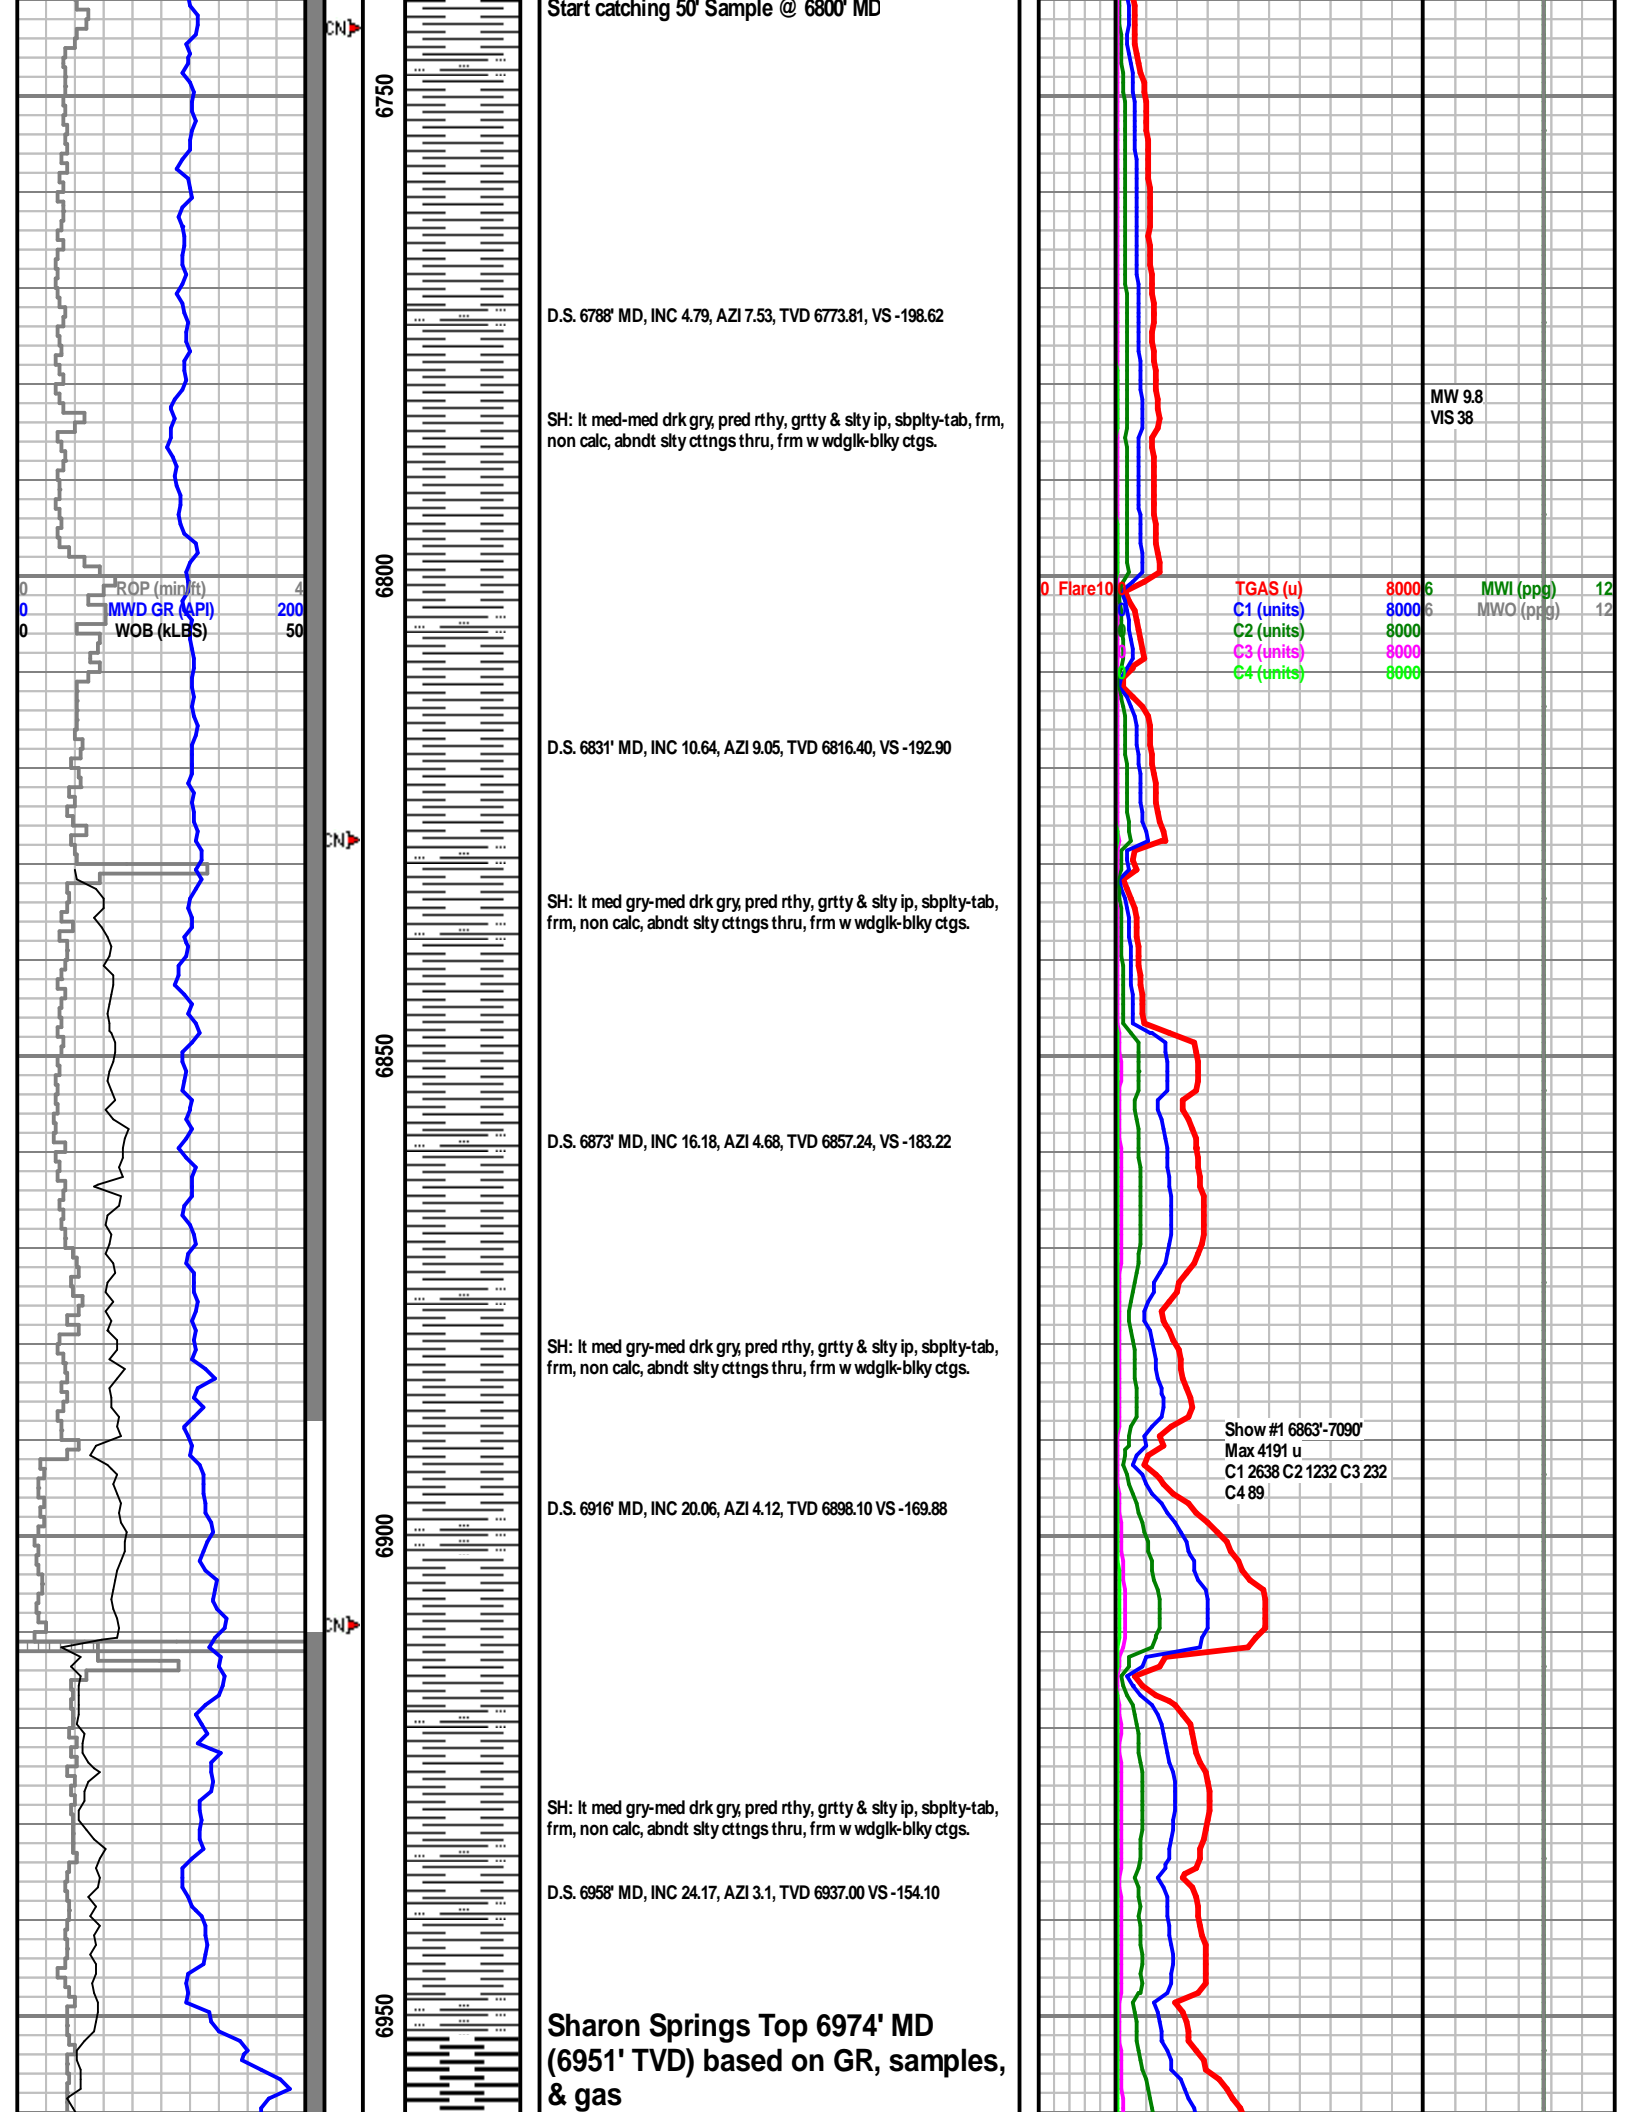 Start catching 50' Sample @ 6800' MD
CN]
6750
D.S. 6788' MD, INC 4.79, AZI 7.53, TVD 6773.81, VS -198.62
MW 9.8
VIS 38
SH: lt med-med drk gry, pred rthy, grtty & slty ip, sbplty-tab, frm,
non calc, abndt slty cttngs thru, frm w wdglk-blky ctgs.
6800
0 ROP (min/ft) 4
0 MWD GR (API) 200
0 WOB (kLBS) 50
0 Flare 10
0 TGAS (u) 8000
0 C1 (units) 8000
0 C2 (units) 8000
0 C3 (units) 8000
0 C4 (units) 8000
6 MWI (ppg) 12
6 MWO (ppg) 12
D.S. 6831' MD, INC 10.64, AZI 9.05, TVD 6816.40, VS -192.90
CN]
SH: lt med gry-med drk gry, pred rthy, grtty & slty ip, sbplty-tab,
frm, non calc, abndt slty cttngs thru, frm w wdglk-blky ctgs.
6850
D.S. 6873' MD, INC 16.18, AZI 4.68, TVD 6857.24, VS -183.22
SH: lt med gry-med drk gry, pred rthy, grtty & slty ip, sbplty-tab,
frm, non calc, abndt slty cttngs thru, frm w wdglk-blky ctgs.
Show #1 6863'-7090'
Max 4191 u
C1 2638 C2 1232 C3 232
C4 89
D.S. 6916' MD, INC 20.06, AZI 4.12, TVD 6898.10 VS -169.88
6900
CN]
SH: lt med gry-med drk gry, pred rthy, grtty & slty ip, sbplty-tab,
frm, non calc, abndt slty cttngs thru, frm w wdglk-blky ctgs.
D.S. 6958' MD, INC 24.17, AZI 3.1, TVD 6937.00 VS -154.10
6950
Sharon Springs Top 6974' MD
(6951' TVD) based on GR, samples,
& gas